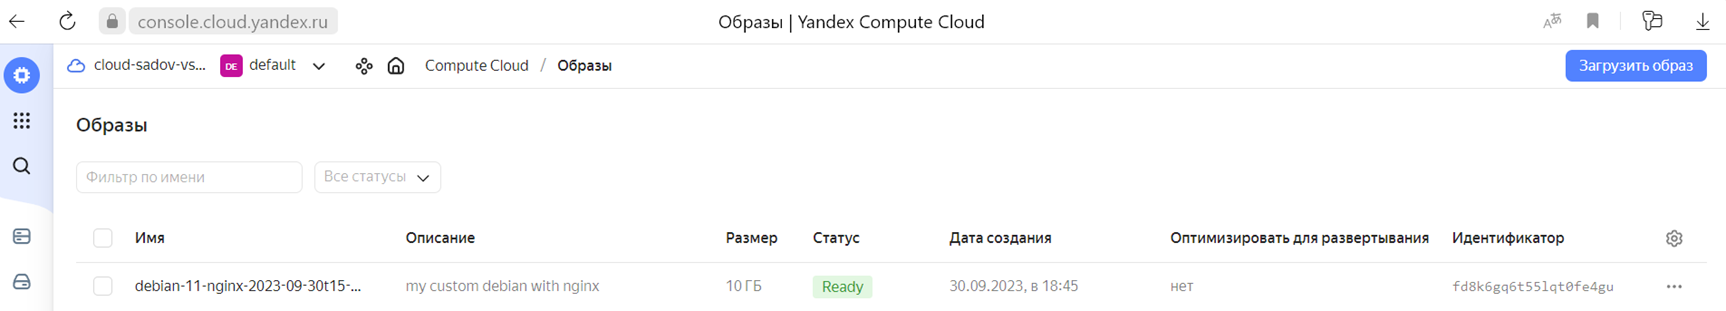 console.cloud.yandex.ru Образы | Yandex Compute Cloud
cloud-sadov-vs... DE default Compute Cloud / Образы Загрузить образ
Образы
Фильтр по имени Все статусы
Имя Описание Размер Статус Дата создания Оптимизировать для развертывания Идентификатор
debian-11-nginx-2023-09-30t15-... my custom debian with nginx 10 ГБ Ready 30.09.2023, в 18:45 нет fd8k6gq6t55lqt0fe4gu